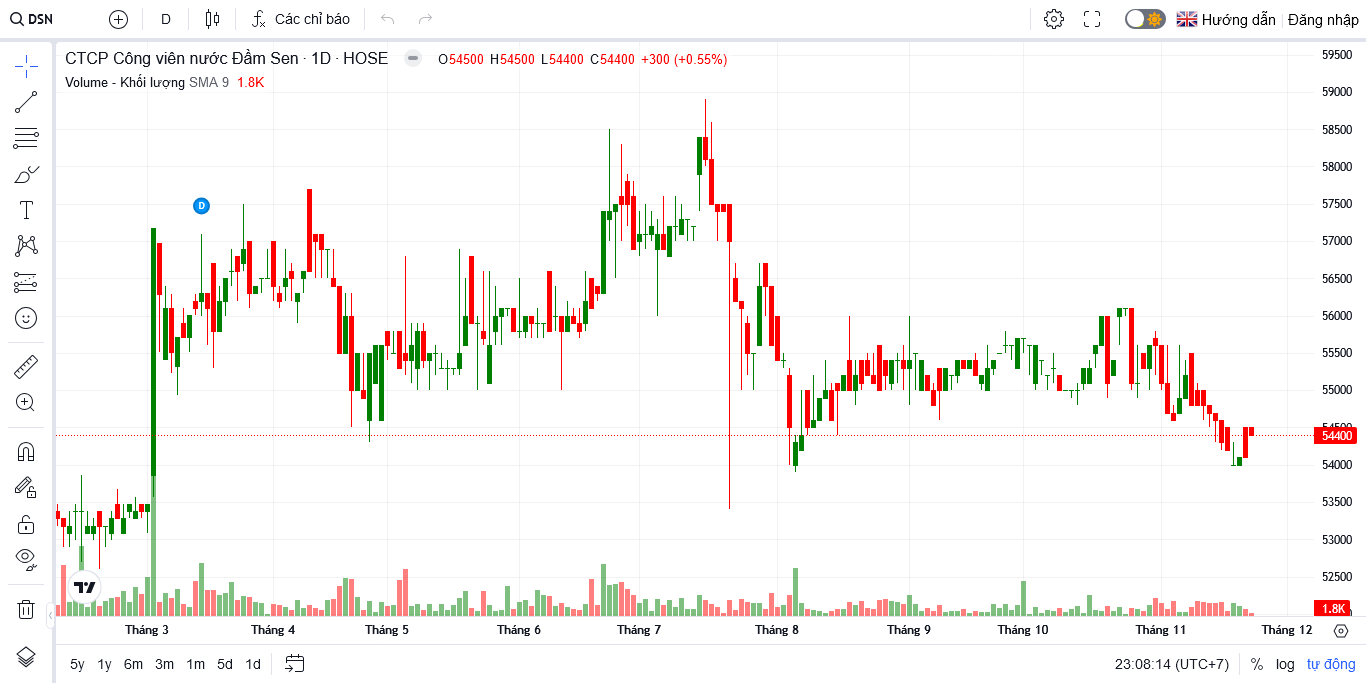 DSN D Các chỉ báo Hướng dẫn Đăng nhập
CTCP Công viên nước Đầm Sen · 1D · HOSE O54500 H54500 L54400 C54400 +300 (+0.55%)
Volume - Khối lượng SMA 9 1.8K
D
59500
59000
58500
58000
57500
57000
56500
56000
55500
55000
54500
54400
54000
53500
53000
52500
1.8K
Tháng 3 Tháng 4 Tháng 5 Tháng 6 Tháng 7 Tháng 8 Tháng 9 Tháng 10 Tháng 11 Tháng 12
5y 1y 6m 3m 1m 5d 1d 23:08:14 (UTC+7) % log tự động